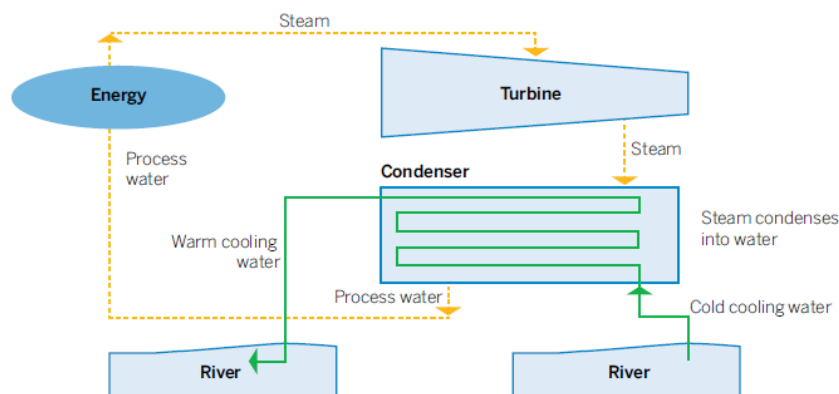 Steam
Energy
Turbine
Process
water
Steam
Condenser
Steam condenses
into water
Warm cooling
water
Process water
Cold cooling water
River
River